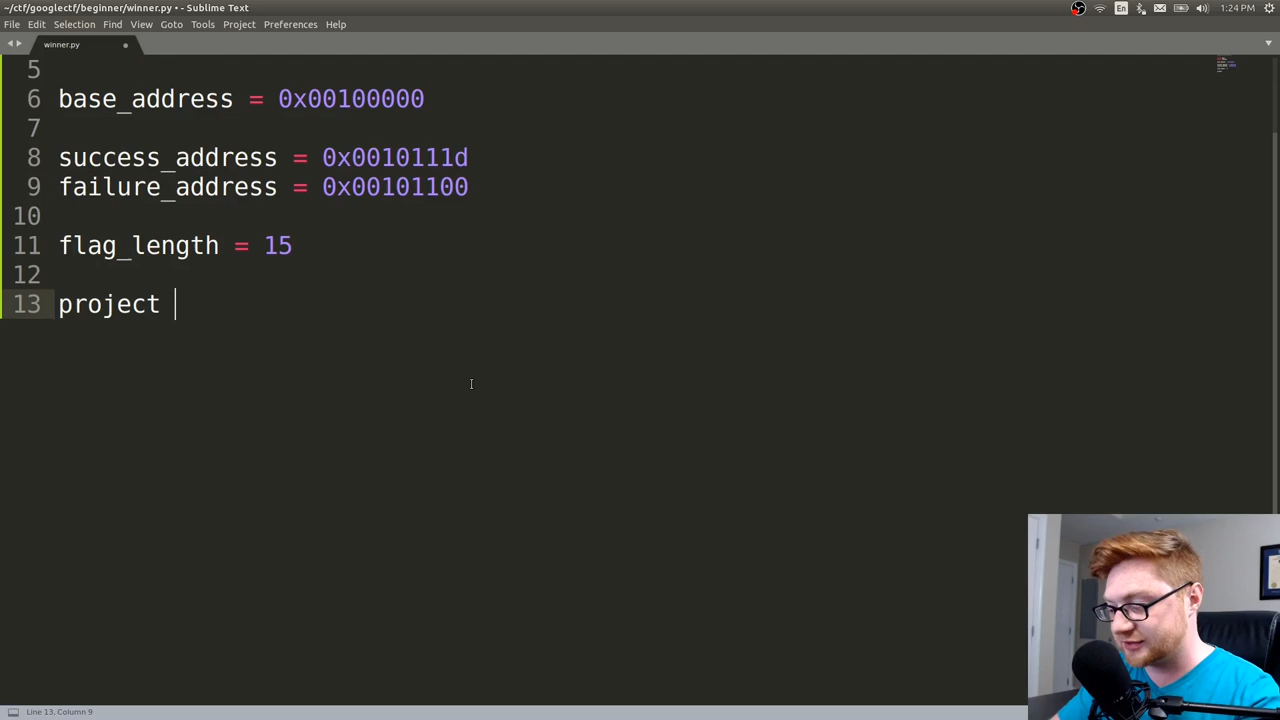 ~/ctf/googlectf/beginner/winner.py • - Sublime Text
En
1:24 PM
File Edit Selection Find View Goto Tools Project Preferences Help
winner.py
5
6 base_address = 0x00100000
7
8 success_address = 0x0010111d
9 failure_address = 0x00101100
10
11 flag_length = 15
12
13 project
Line 13, Column 9